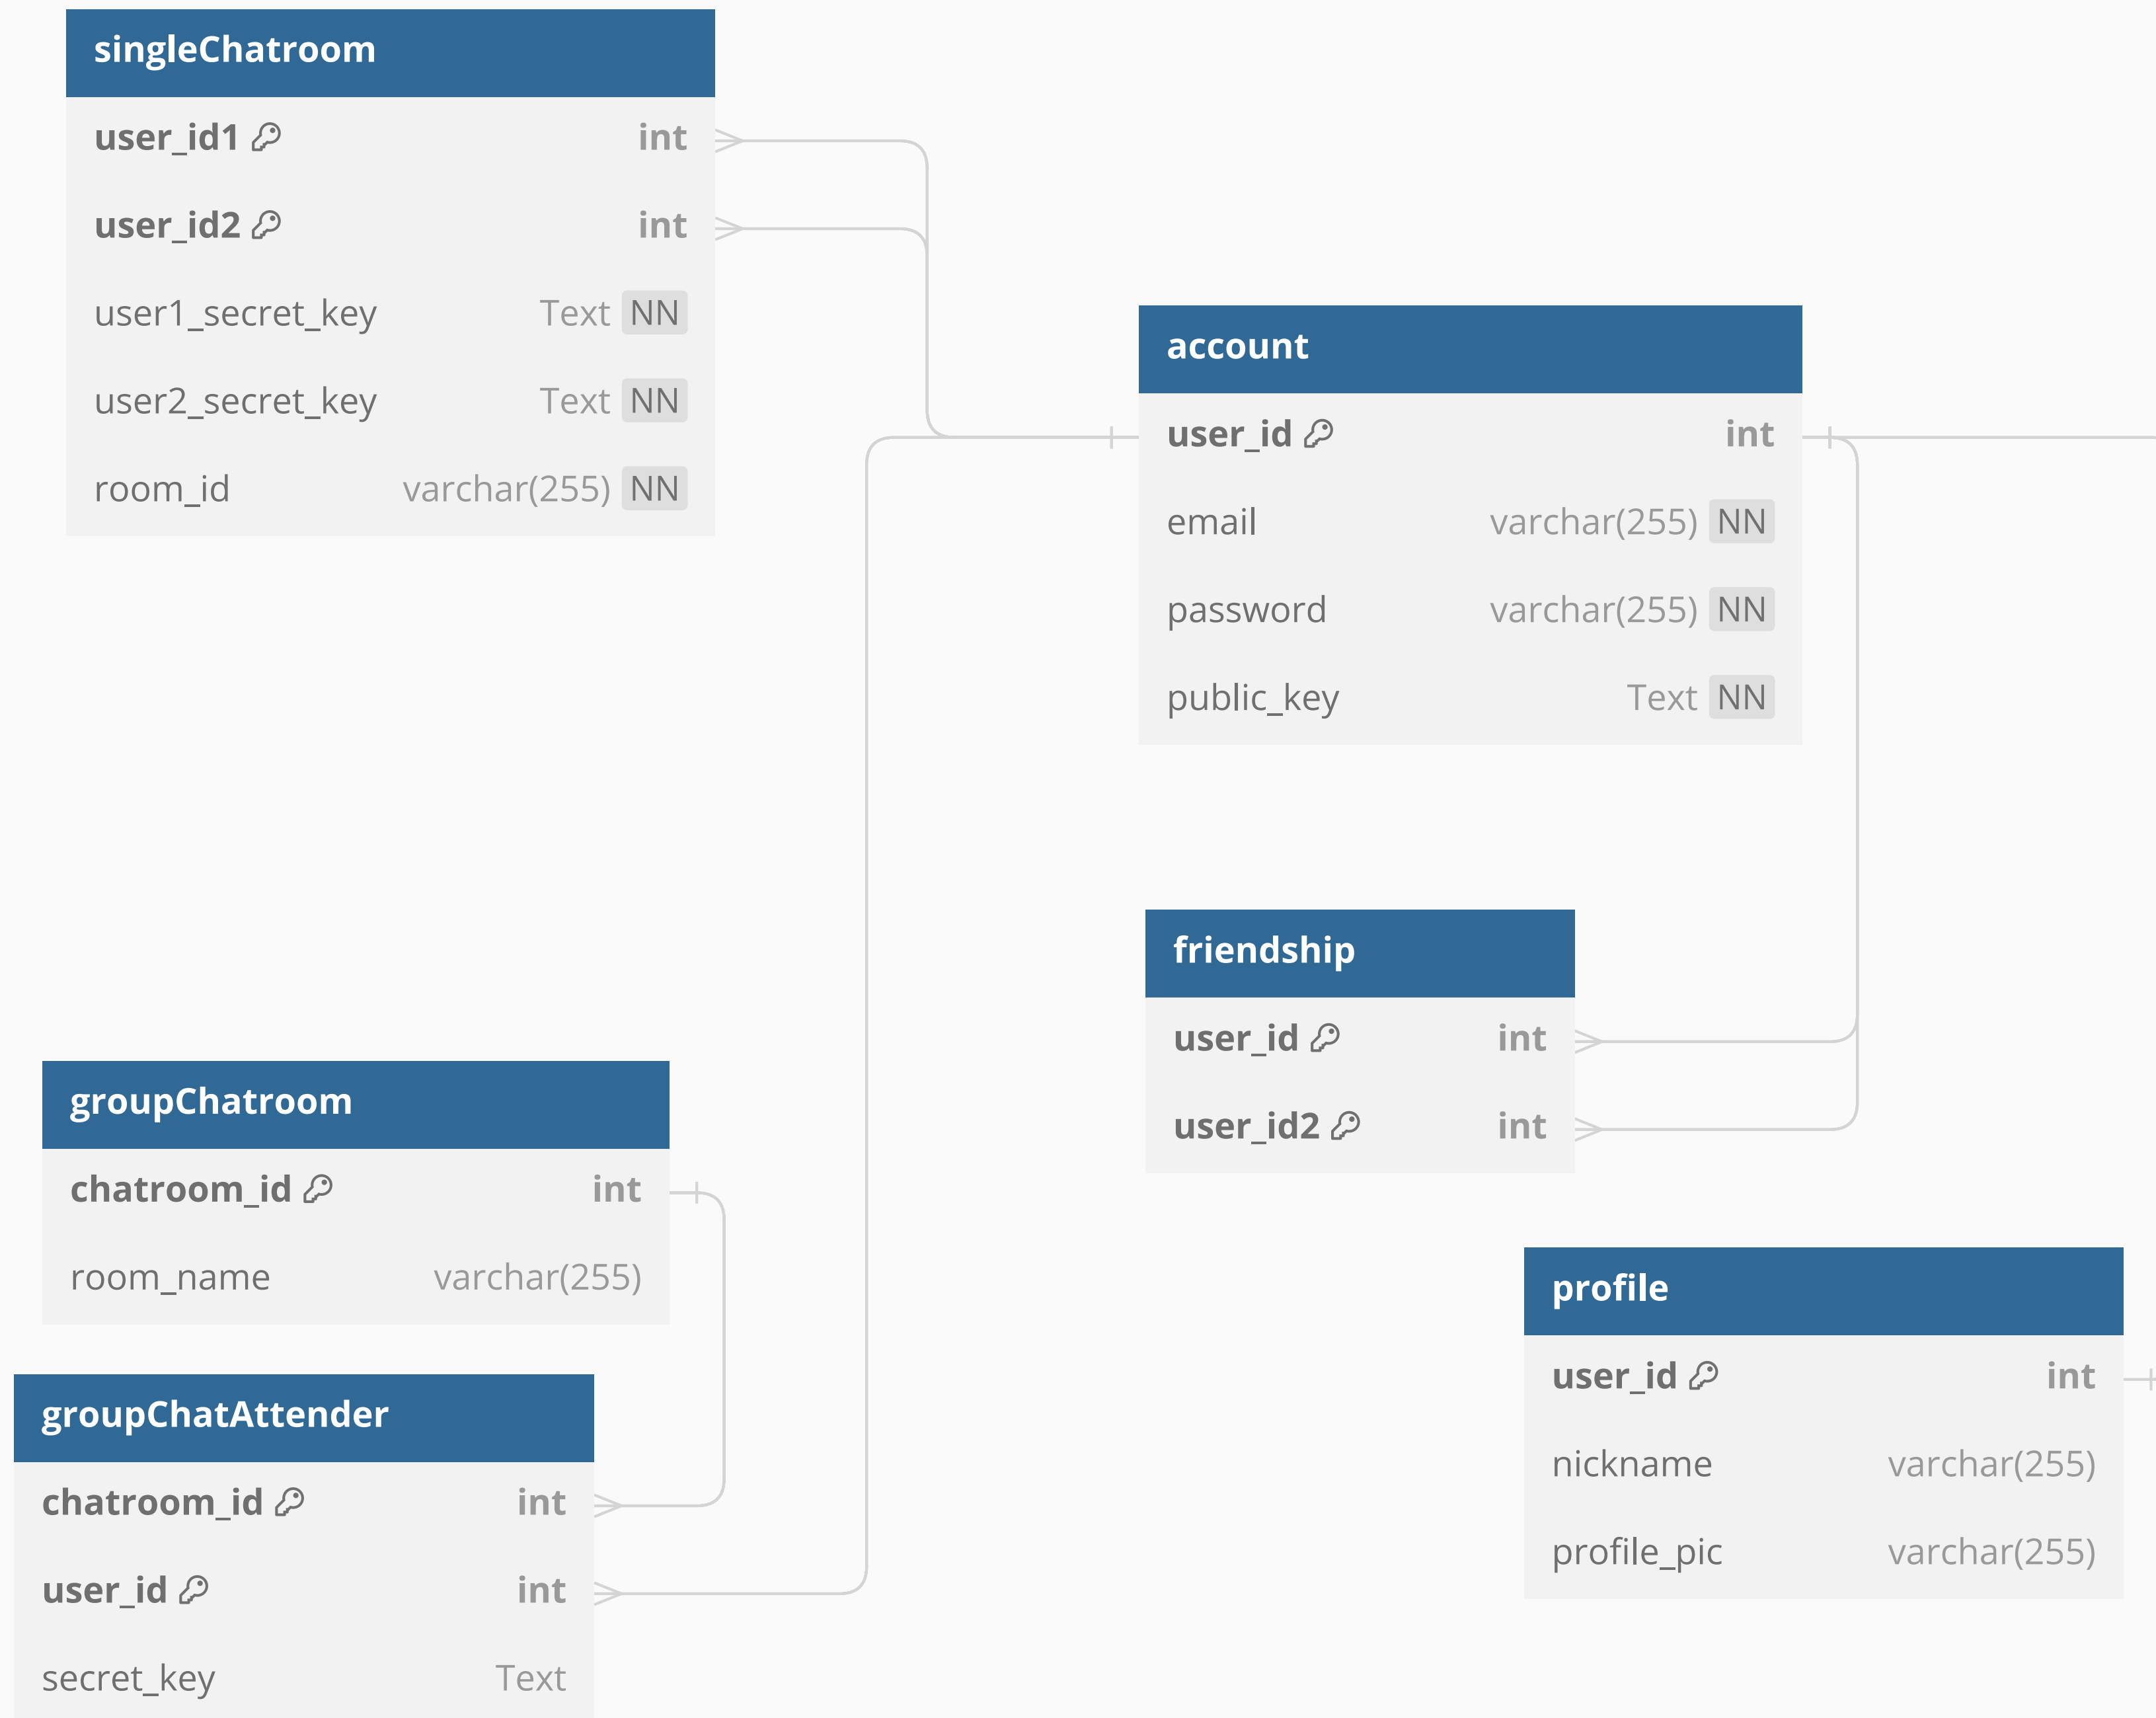 singleChatroom
user_id1 int
user_id2 int
user1_secret_key Text NN
user2_secret_key Text NN
room_id varchar(255) NN
account
user_id int
email varchar(255) NN
password varchar(255) NN
public_key Text NN
friendship
user_id int
user_id2 int
groupChatroom
chatroom_id int
room_name varchar(255)
profile
user_id int
nickname varchar(255)
profile_pic varchar(255)
groupChatAttender
chatroom_id int
user_id int
secret_key Text